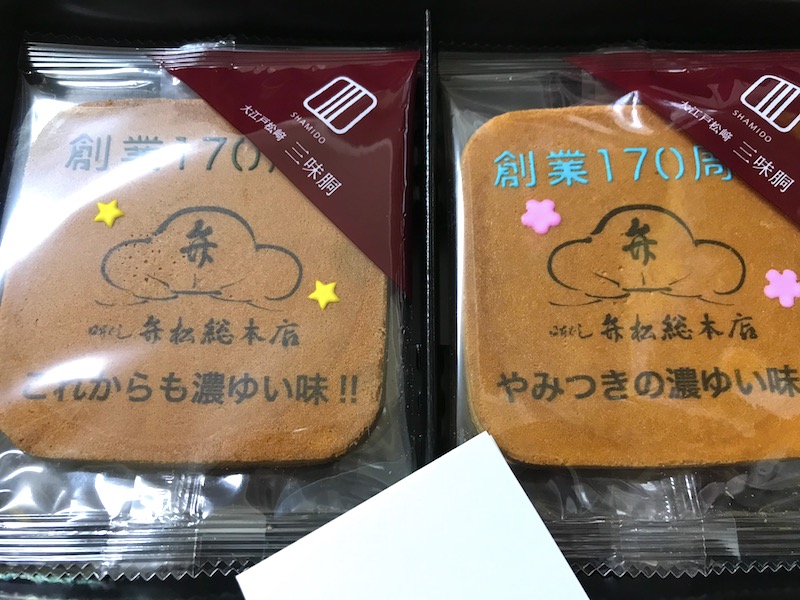 SHAMIDO
大江戸松﨑 三味胴
創業170周
弁
弁松総本店
これからも濃ゆい味!!
SHAMIDO
大江戸松﨑 三味胴
創業170周
弁
弁松総本店
やみつきの濃ゆい味